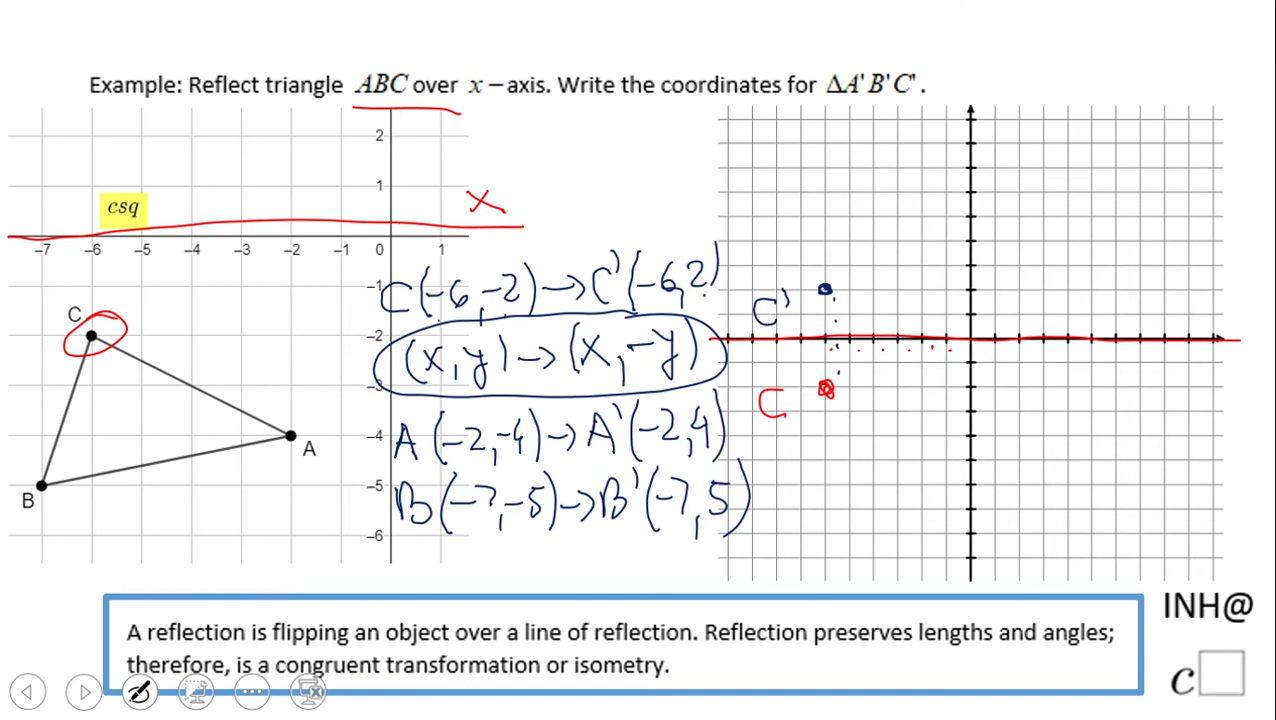 Example: Reflect triangle ABC over x – axis. Write the coordinates for ΔA'B'C'.
2
1
csq
X
-7 -6 -5 -4 -3 -2 -1 0 1
-1
C(-6,-2)→C'(-6,2)
C
-2
(x,y)→(x,-y)
-3
C'
C
A(-2,-4)→A'(-2,4)
-4
A
B(-7,-5)→B'(-7,5)
-5
B
-6
A reflection is flipping an object over a line of reflection. Reflection preserves lengths and angles;
therefore, is a congruent transformation or isometry.
INH@
c